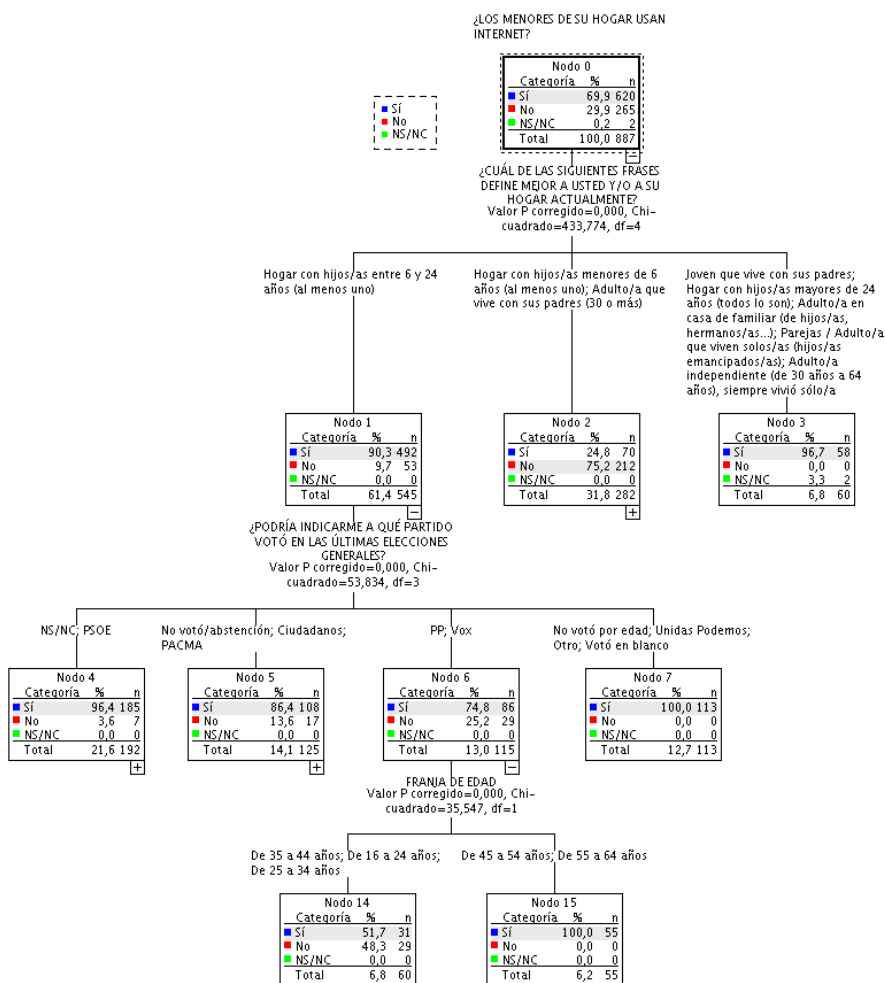 ¿LOS MENORES DE SU HOGAR USAN
INTERNET?
Nodo 0
Categoría % n
Sí 69,9 620
No 29,9 265
NS/NC 0,2 2
Total 100,0 887
Sí
No
NS/NC
¿CUÁL DE LAS SIGUIENTES FRASES
DEFINE MEJOR A USTED Y/O A SU
HOGAR ACTUALMENTE?
Valor P corregido=0,000, Chi-
cuadrado=433,774, df=4
Hogar con hijos/as entre 6 y 24
años (al menos uno)
Hogar con hijos/as menores de 6
años (al menos uno); Adulto/a que
vive con sus padres (30 o más)
Joven que vive con sus padres;
Hogar con hijos/as mayores de 24
años (todos lo son); Adulto/a en
casa de familiar (de hijos/as,
hermanos/as...); Parejas / Adulto/a
que viven solos/as (hijos/as
emancipados/as); Adulto/a
independiente (de 30 años a 64
años), siempre vivió sólo/a
Nodo 1
Categoría % n
Sí 90,3 492
No 9,7 53
NS/NC 0,0 0
Total 61,4 545
Nodo 2
Categoría % n
Sí 24,8 70
No 75,2 212
NS/NC 0,0 0
Total 31,8 282
Nodo 3
Categoría % n
Sí 96,7 58
No 0,0 0
NS/NC 3,3 2
Total 6,8 60
¿PODRÍA INDICARME A QUÉ PARTIDO
VOTÓ EN LAS ÚLTIMAS ELECCIONES
GENERALES?
Valor P corregido=0,000, Chi-
cuadrado=53,834, df=3
NS/NC; PSOE
No votó/abstención; Ciudadanos;
PACMA
PP; Vox
No votó por edad; Unidas Podemos;
Otro; Votó en blanco
Nodo 4
Categoría % n
Sí 96,4 185
No 3,6 7
NS/NC 0,0 0
Total 21,6 192
Nodo 5
Categoría % n
Sí 86,4 108
No 13,6 17
NS/NC 0,0 0
Total 14,1 125
Nodo 6
Categoría % n
Sí 74,8 86
No 25,2 29
NS/NC 0,0 0
Total 13,0 115
Nodo 7
Categoría % n
Sí 100,0 113
No 0,0 0
NS/NC 0,0 0
Total 12,7 113
FRANJA DE EDAD
Valor P corregido=0,000, Chi-
cuadrado=35,547, df=1
De 35 a 44 años; De 16 a 24 años;
De 25 a 34 años
De 45 a 54 años; De 55 a 64 años
Nodo 14
Categoría % n
Sí 51,7 31
No 48,3 29
NS/NC 0,0 0
Total 6,8 60
Nodo 15
Categoría % n
Sí 100,0 55
No 0,0 0
NS/NC 0,0 0
Total 6,2 55